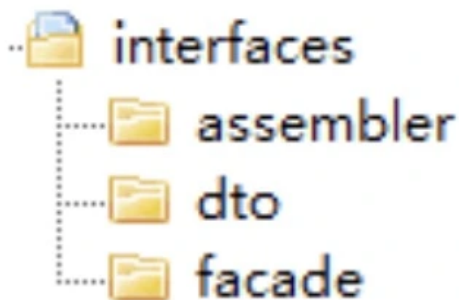 interfaces
assembler
dto
facade